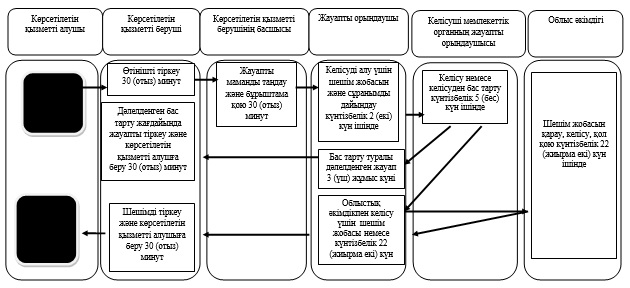 Көрсетілетін
қызметті алушы
Көрсетілетін
қызметті беруші
Көрсетілетін қызметті
берушінің басшысы
Жауапты орындаушы
Келісуші мемлекеттік
органның жауапты
орындаушысы
Облыс әкімдігі
Өтінішті тіркеу
30 (отыз) минут
Дәлелденген бас
тарту жағдайында
жауапты тіркеу және
көрсетілетін
қызметті алушыға
беру 30 (отыз) минут
Шешімді тіркеу
және көрсетілетін
қызметті алушыға
беру 30 (отыз)
минут
Жауапты
маманды таңдау
және бұрыштама
қою 30 (отыз)
минут
Келісуді алу үшін
шешім жобасын
және сұранымды
дайындау
күнтізбелік 2 (екі)
күн ішінде
Бас тарту туралы
дәлелденген жауап
3 (үш) жұмыс күні
Облыстық
әкімдікпен келісу
үшін шешім
жобасы немесе
күнтізбелік 22
(жиырма екі) күн
Келісу немесе
келісуден бас тарту
күнтізбелік 5 (бес)
күн ішінде
Шешім жобасын
қарау, келісу, қол
қою күнтізбелік 22
(жиырма екі) күн
ішінде